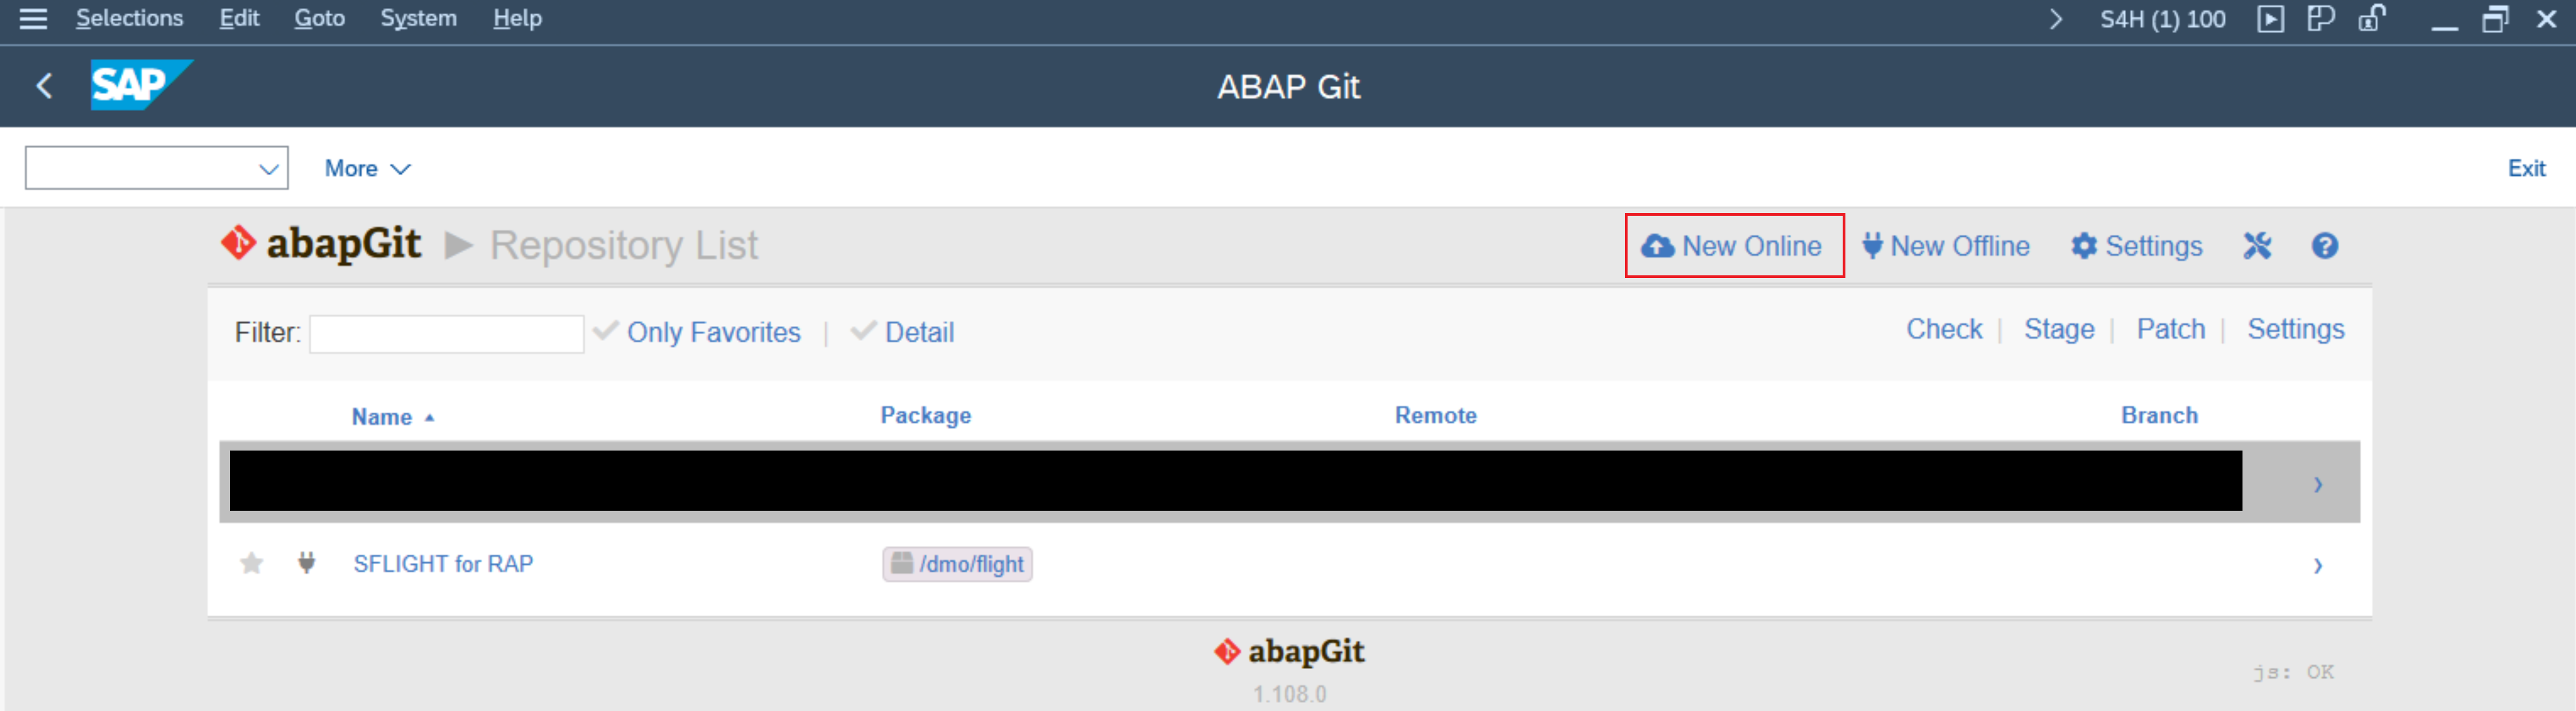 Selections Edit Goto System Help S4H (1) 100
SAP ABAP Git
More Exit
abapGit Repository List New Online New Offline Settings
Filter: Only Favorites | Detail Check | Stage | Patch | Settings
Name Package Remote Branch
SFLIGHT for RAP /dmo/flight
abapGit
1.108.0
js: OK